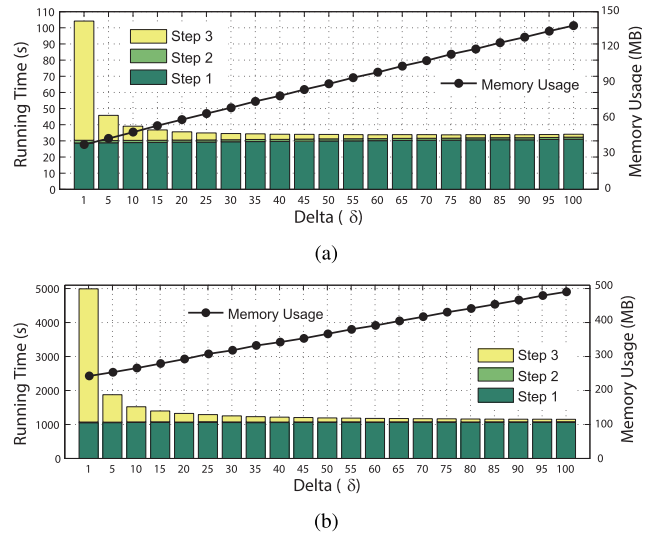 110
100
90
80
70
60
50
40
30
20
10
0
Running Time (s)
Step 3
Step 2
Step 1
Memory Usage
150
120
90
60
30
0
Memory Usage (MB)
1 5 10 15 20 25 30 35 40 45 50 55 60 65 70 75 80 85 90 95 100
Delta ( δ)
(a)
5000
4000
3000
2000
1000
0
Running Time (s)
Memory Usage
Step 3
Step 2
Step 1
500
400
300
200
100
0
Memory Usage (MB)
1 5 10 15 20 25 30 35 40 45 50 55 60 65 70 75 80 85 90 95 100
Delta ( δ)
(b)